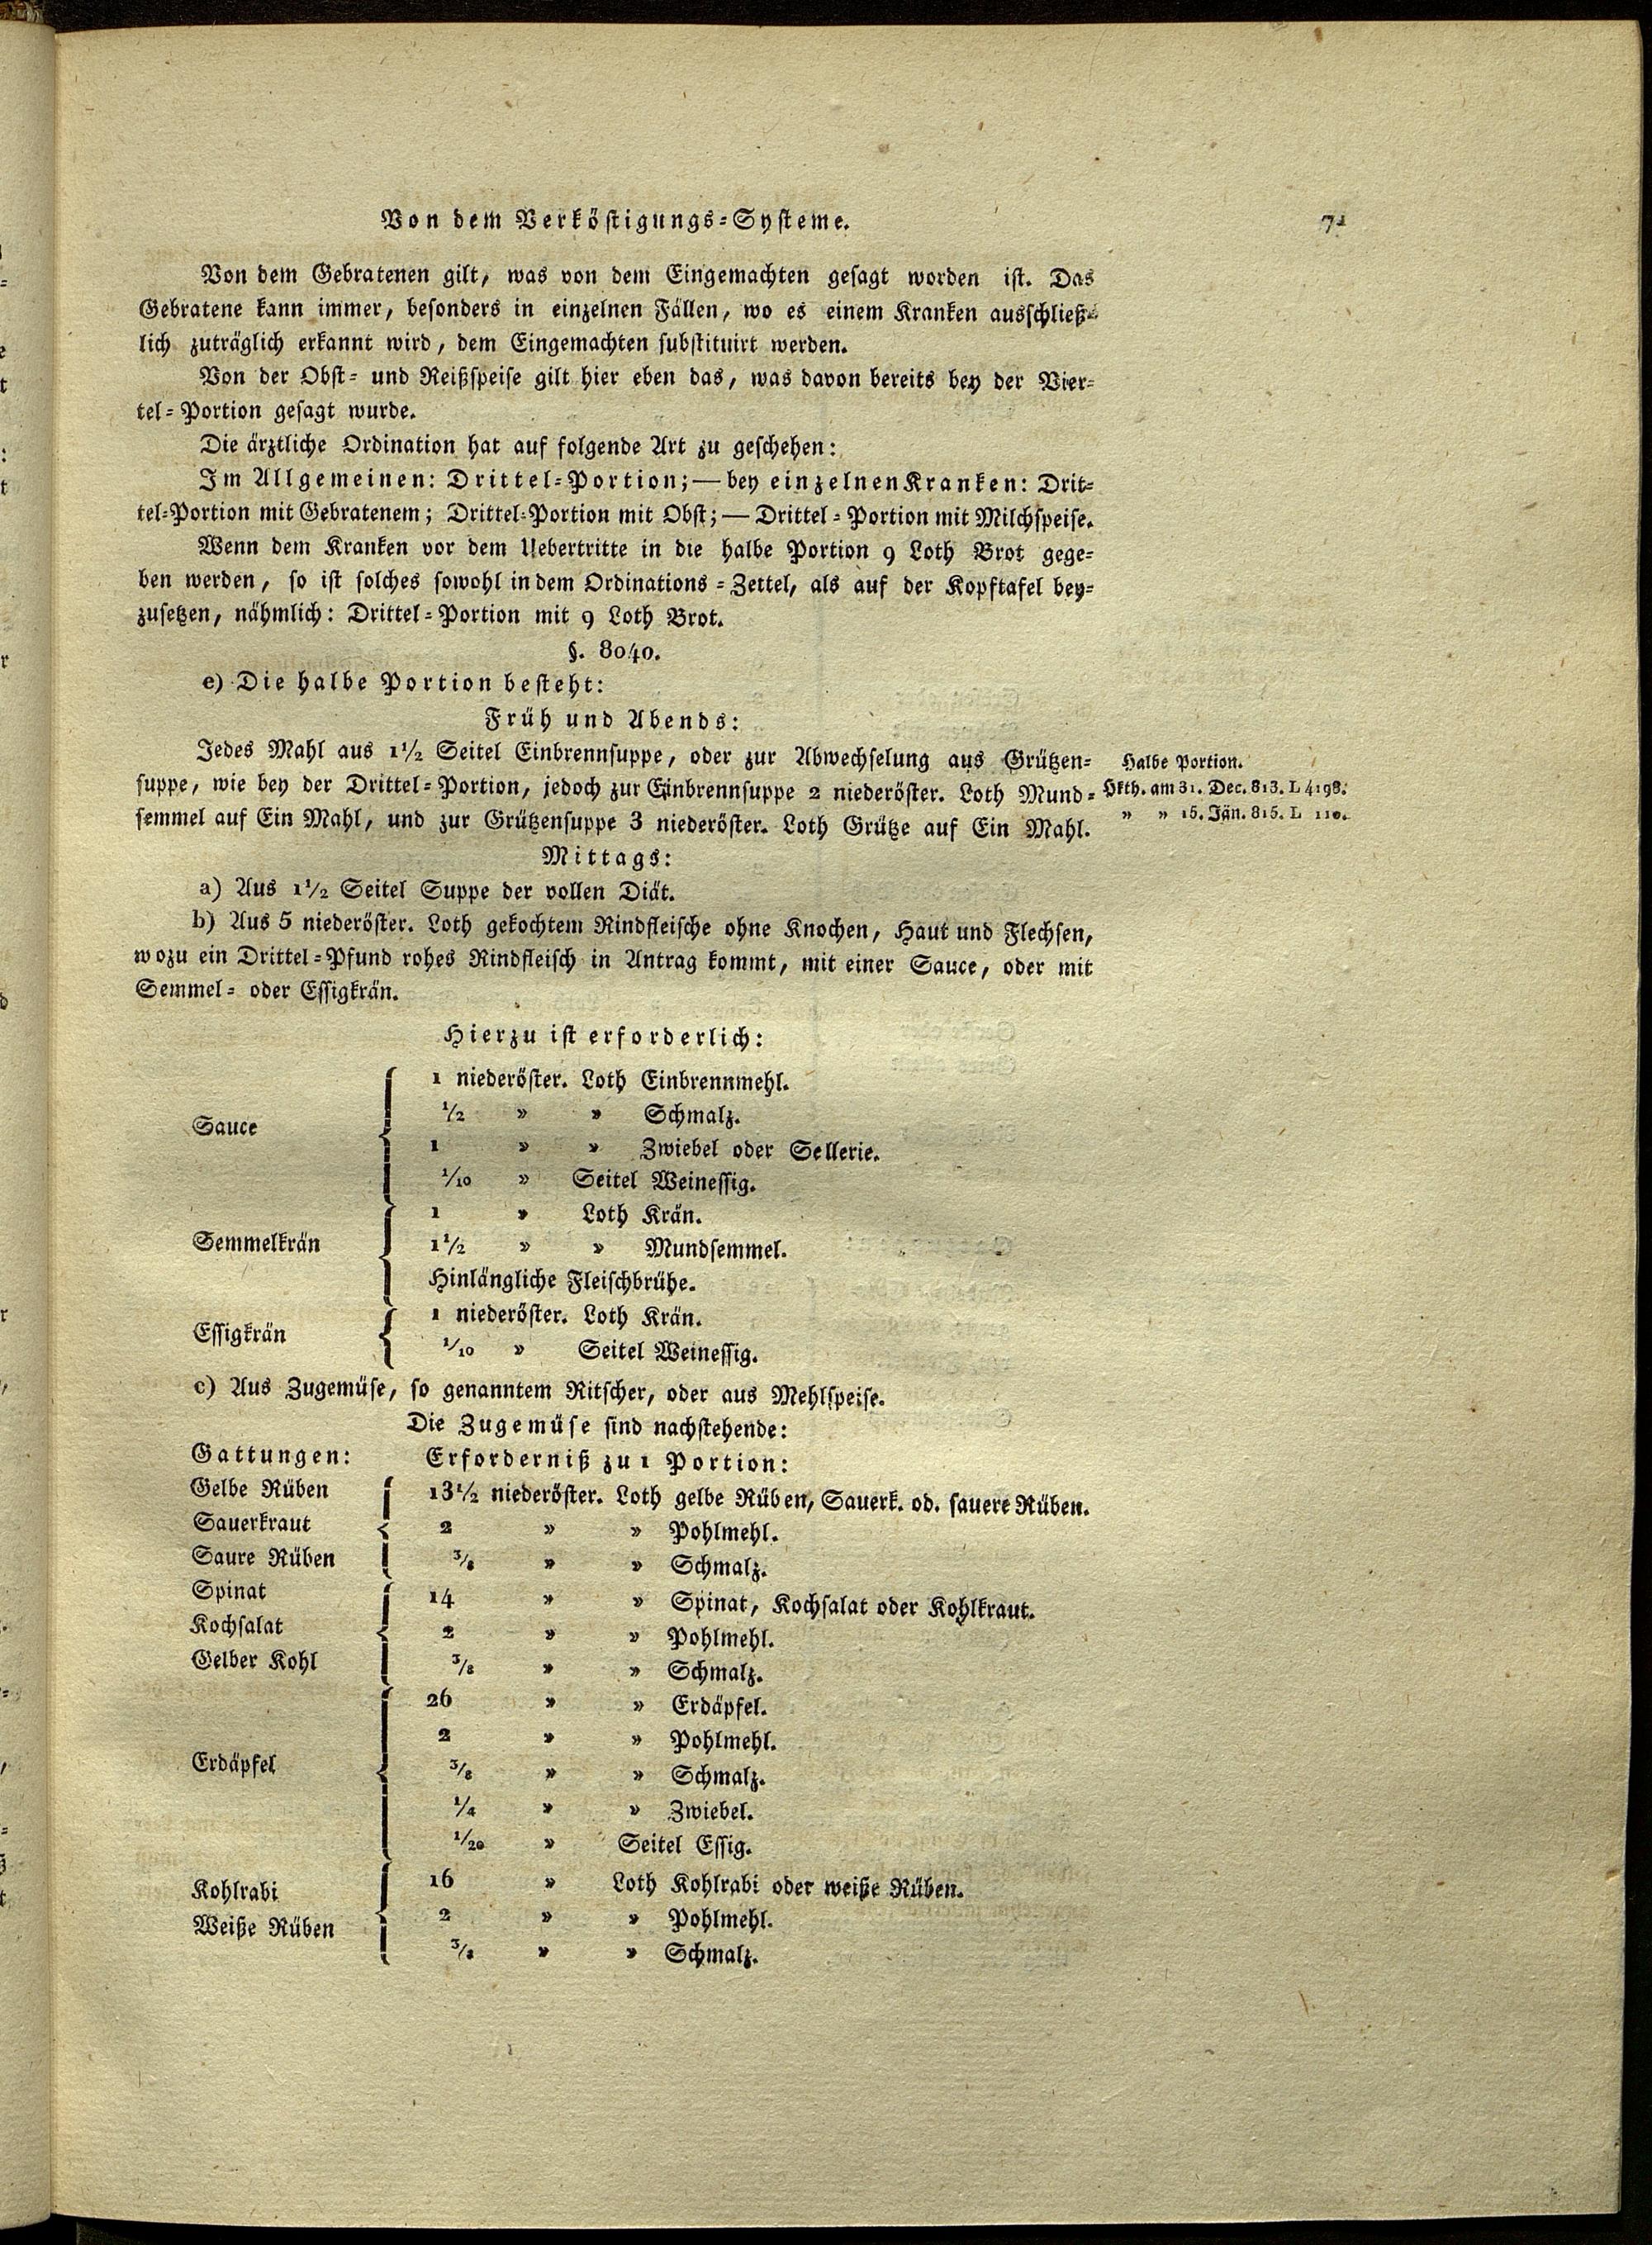 Von dem Verköstigungs-Systeme. 71
Von dem Gebratenen gilt, was von dem Eingemachten gesagt worden ist. Das
Gebratene kann immer, besonders in einzelnen Fällen, wo es einem Kranken ausschließ-
lich zuträglich erkannt wird, dem Eingemachten substituirt werden.
Von der Obst- und Reißspeise gilt hier eben das, was davon bereits bey der Vier-
tel-Portion gesagt wurde.
Die ärztliche Ordination hat auf folgende Art zu geschehen:
Im Allgemeinen: Drittel-Portion; — bey einzelnen Kranken: Drit-
tel-Portion mit Gebratenem; Drittel-Portion mit Obst; — Drittel-Portion mit Milchspeise.
Wenn dem Kranken vor dem Uebertritte in die halbe Portion 9 Loth Brot gege-
ben werden, so ist solches sowohl in dem Ordinations-Zettel, als auf der Kopftafel bey-
zusetzen, nähmlich: Drittel-Portion mit 9 Loth Brot.
§. 8040.
e) Die halbe Portion besteht:
Früh und Abends:
Jedes Mahl aus 1 1/2 Seitel Einbrennsuppe, oder zur Abwechselung aus Grützen-
suppe, wie bey der Drittel-Portion, jedoch zur Einbrennsuppe 2 niederöster. Loth Mund-
semmel auf Ein Mahl, und zur Grützensuppe 3 niederöster. Loth Grütze auf Ein Mahl.
Halbe Portion.
Hkth. am 31. Dec. 813. L 4198.
» » 15. Jän. 815. L 110.
Mittags:
a) Aus 1 1/2 Seitel Suppe der vollen Diät.
b) Aus 5 niederöster. Loth gekochtem Rindfleische ohne Knochen, Haut und Flechsen,
wozu ein Drittel-Pfund rohes Rindfleisch in Antrag kommt, mit einer Sauce, oder mit
Semmel- oder Essigkrän.
Hierzu ist erforderlich:
Sauce
1 niederöster. Loth Einbrennmehl.
1/2 » » Schmalz.
1 » » Zwiebel oder Sellerie.
1/10 » Seitel Weinessig.
Semmelkrän
1 » Loth Krän.
1 1/2 » » Mundsemmel.
Hinlängliche Fleischbrühe.
Essigkrän
1 niederöster. Loth Krän.
1/10 » Seitel Weinessig.
c) Aus Zugemüse, so genanntem Ritscher, oder aus Mehlspeise.
Die Zugemüse sind nachstehende:
Gattungen: Erforderniß zu 1 Portion:
Gelbe Rüben 13 1/2 niederöster. Loth gelbe Rüben, Sauerk. od. sauere Rüben.
Sauerkraut 2 » » Pohlmehl.
Saure Rüben 3/8 » » Schmalz.
Spinat 14 » » Spinat, Kochsalat oder Kohlkraut.
Kochsalat 2 » » Pohlmehl.
Gelber Kohl 3/8 » » Schmalz.
Erdäpfel
26 » » Erdäpfel.
2 » » Pohlmehl.
3/8 » » Schmalz.
1/4 » » Zwiebel.
1/20 » Seitel Essig.
Kohlrabi 16 » Loth Kohlrabi oder weiße Rüben.
Weiße Rüben 2 » » Pohlmehl.
3/8 » » Schmalz.